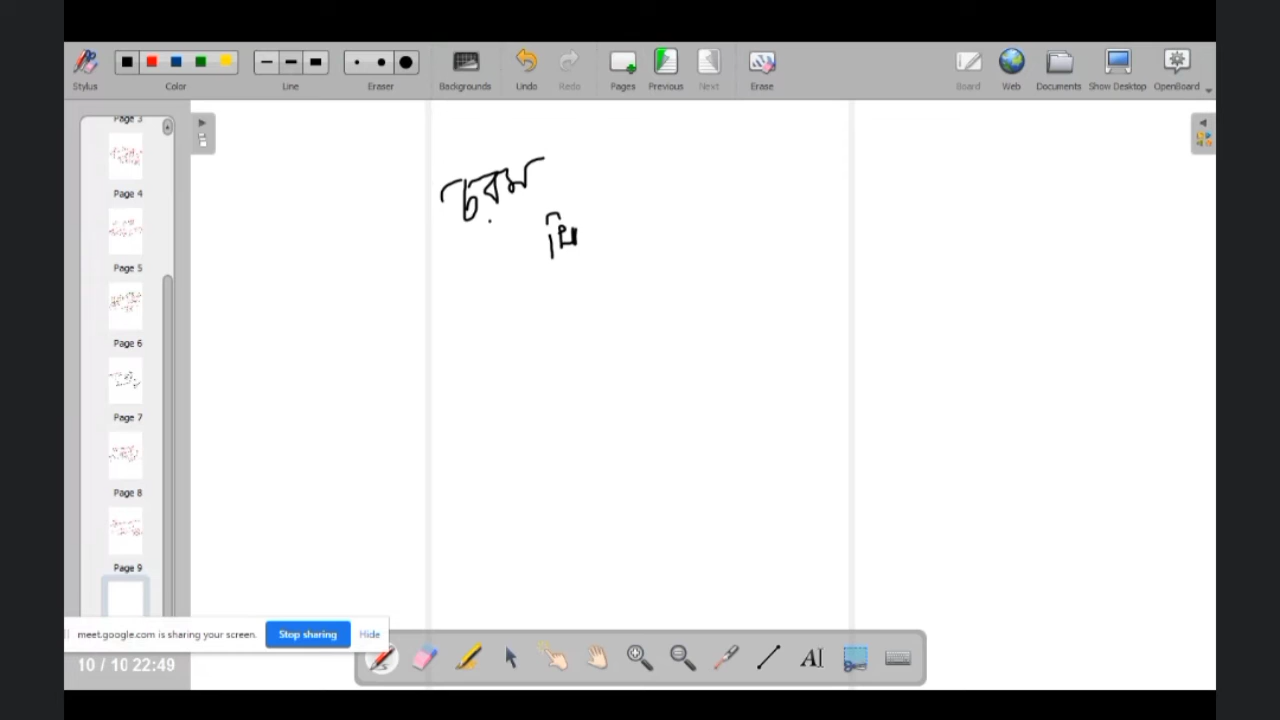 Stylus
Color
Line
Eraser
Backgrounds
Undo
Redo
Pages
Previous
Next
Erase
Board
Web
Documents
Show Desktop
OpenBoard
Page 3
Page 4
Page 5
Page 6
Page 7
Page 8
Page 9
চরম
meet.google.com is sharing your screen.
Stop sharing
Hide
10 / 10 22:49
AI